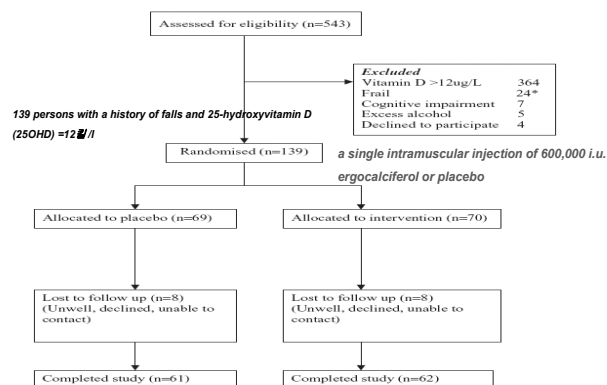 Assessed for eligibility (n=543)
Excluded
Vitamin D >12ug/L 364
Frail 24*
Cognitive impairment 7
Excess alcohol 5
Declined to participate 4
139 persons with a history of falls and 25-hydroxyvitamin D
(25OHD) =12 /l
Randomised (n=139)
a single intramuscular injection of 600,000 i.u.
ergocalciferol or placebo
Allocated to placebo (n=69)
Allocated to intervention (n=70)
Lost to follow up (n=8)
(Unwell, declined, unable to
contact)
Lost to follow up (n=8)
(Unwell, declined, unable to
contact)
Completed study (n=61)
Completed study (n=62)